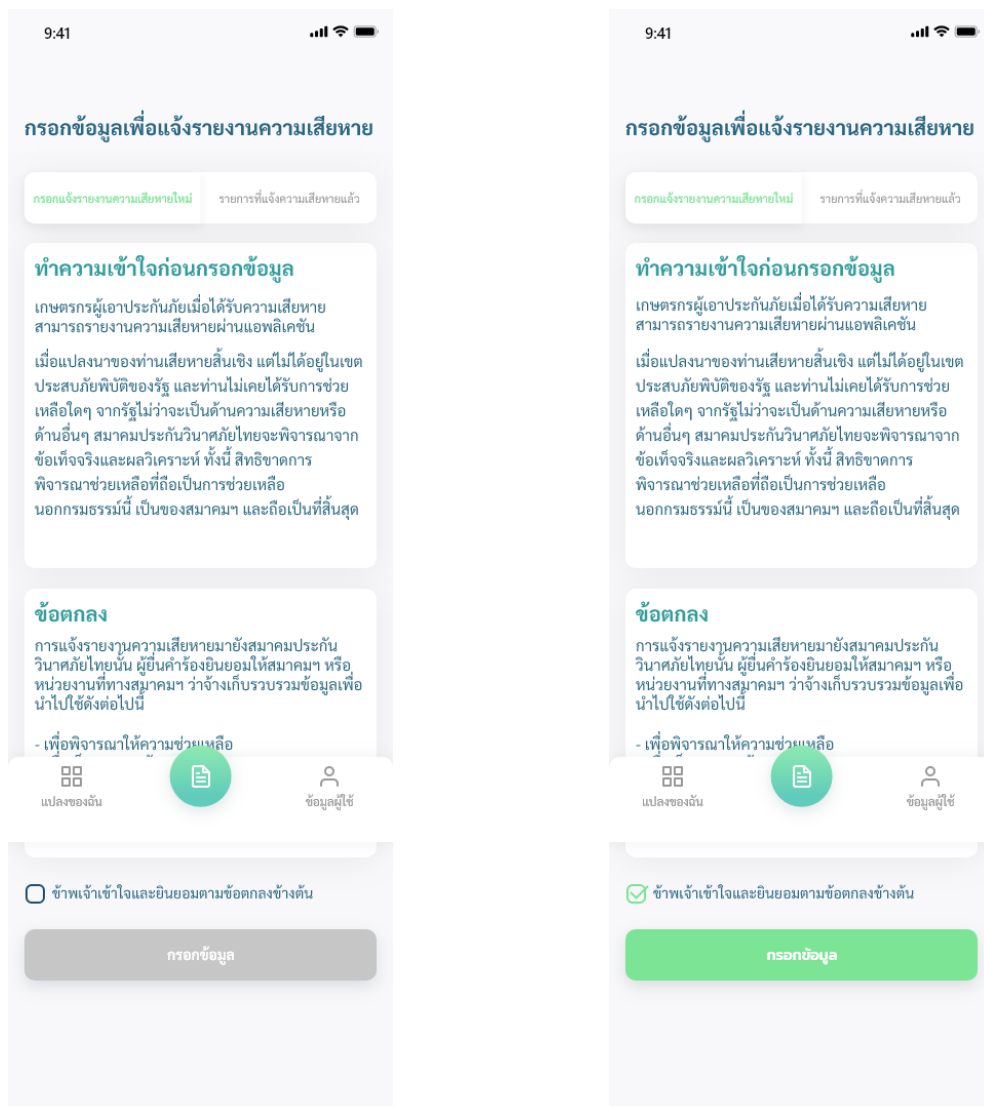 9:41
กรอกข้อมูลเพื่อแจ้งรายงานความเสียหาย
กรอกแจ้งรายงานความเสียหายใหม่
รายการที่แจ้งความเสียหายแล้ว
ทำความเข้าใจก่อนกรอกข้อมูล
เกษตรกรผู้เอาประกันภัยเมื่อได้รับความเสียหาย
สามารถรายงานความเสียหายผ่านแอพลิเคชัน
เมื่อแปลงนาของท่านเสียหายสิ้นเชิง แต่ไม่ได้อยู่ในเขต
ประสบภัยพิบัติของรัฐ และท่านไม่เคยได้รับการช่วย
เหลือใดๆ จากรัฐไม่ว่าจะเป็นด้านความเสียหายหรือ
ด้านอื่นๆ สมาคมประกันวินาศภัยไทยจะพิจารณาจาก
ข้อเท็จจริงและผลวิเคราะห์ ทั้งนี้ สิทธิขาดการ
พิจารณาช่วยเหลือที่ถือเป็นการช่วยเหลือ
นอกกรมธรรม์นี้ เป็นของสมาคมฯ และถือเป็นที่สิ้นสุด
ข้อตกลง
การแจ้งรายงานความเสียหายมายังสมาคมประกัน
วินาศภัยไทยนั้น ผู้ยื่นคำร้องยินยอมให้สมาคมฯ หรือ
หน่วยงานที่ทางสมาคมฯ ว่าจ้างเก็บรวบรวมข้อมูลเพื่อ
นำไปใช้ดังต่อไปนี้
- เพื่อพิจารณาให้ความช่วยเหลือ
แปลงของฉัน
ข้อมูลผู้ใช้
ข้าพเจ้าเข้าใจและยินยอมตามข้อตกลงข้างต้น
กรอกข้อมูล
9:41
กรอกข้อมูลเพื่อแจ้งรายงานความเสียหาย
กรอกแจ้งรายงานความเสียหายใหม่
รายการที่แจ้งความเสียหายแล้ว
ทำความเข้าใจก่อนกรอกข้อมูล
เกษตรกรผู้เอาประกันภัยเมื่อได้รับความเสียหาย
สามารถรายงานความเสียหายผ่านแอพลิเคชัน
เมื่อแปลงนาของท่านเสียหายสิ้นเชิง แต่ไม่ได้อยู่ในเขต
ประสบภัยพิบัติของรัฐ และท่านไม่เคยได้รับการช่วย
เหลือใดๆ จากรัฐไม่ว่าจะเป็นด้านความเสียหายหรือ
ด้านอื่นๆ สมาคมประกันวินาศภัยไทยจะพิจารณาจาก
ข้อเท็จจริงและผลวิเคราะห์ ทั้งนี้ สิทธิขาดการ
พิจารณาช่วยเหลือที่ถือเป็นการช่วยเหลือ
นอกกรมธรรม์นี้ เป็นของสมาคมฯ และถือเป็นที่สิ้นสุด
ข้อตกลง
การแจ้งรายงานความเสียหายมายังสมาคมประกัน
วินาศภัยไทยนั้น ผู้ยื่นคำร้องยินยอมให้สมาคมฯ หรือ
หน่วยงานที่ทางสมาคมฯ ว่าจ้างเก็บรวบรวมข้อมูลเพื่อ
นำไปใช้ดังต่อไปนี้
- เพื่อพิจารณาให้ความช่วยเหลือ
แปลงของฉัน
ข้อมูลผู้ใช้
ข้าพเจ้าเข้าใจและยินยอมตามข้อตกลงข้างต้น
กรอกข้อมูล